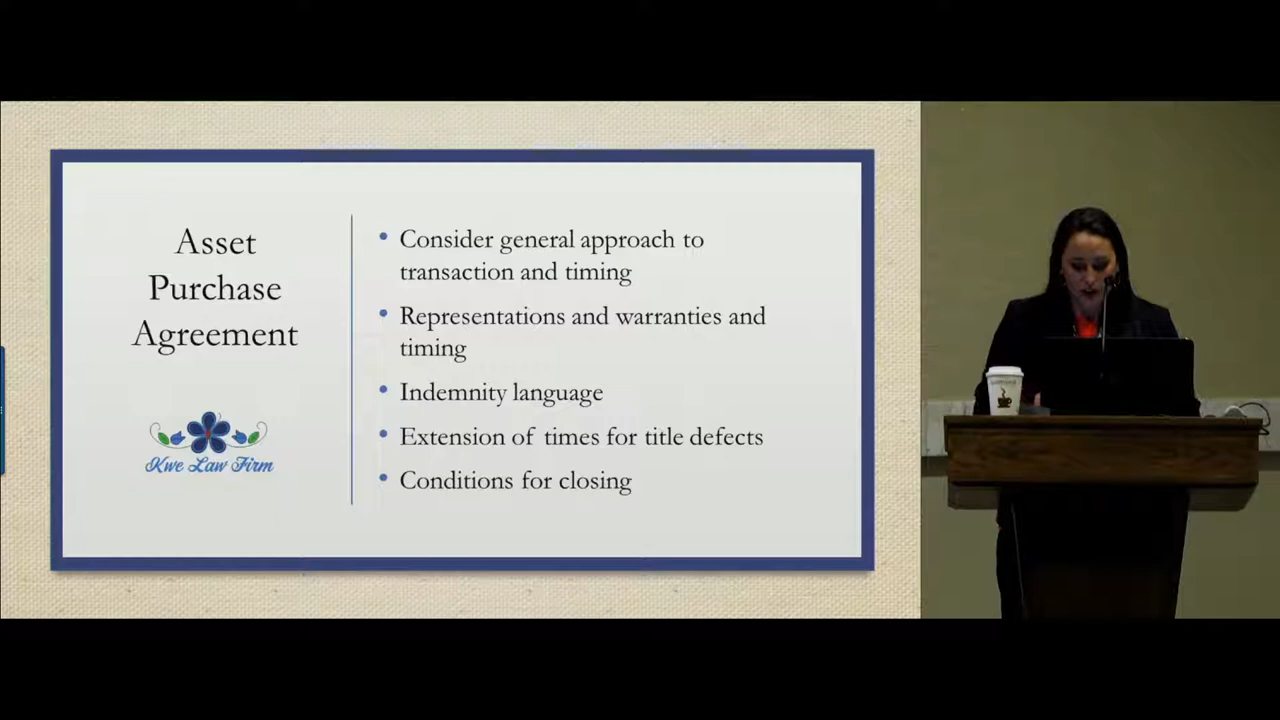 Asset
Purchase
Agreement
Kwe Law Firm
• Consider general approach to
transaction and timing
• Representations and warranties and
timing
• Indemnity language
• Extension of times for title defects
• Conditions for closing